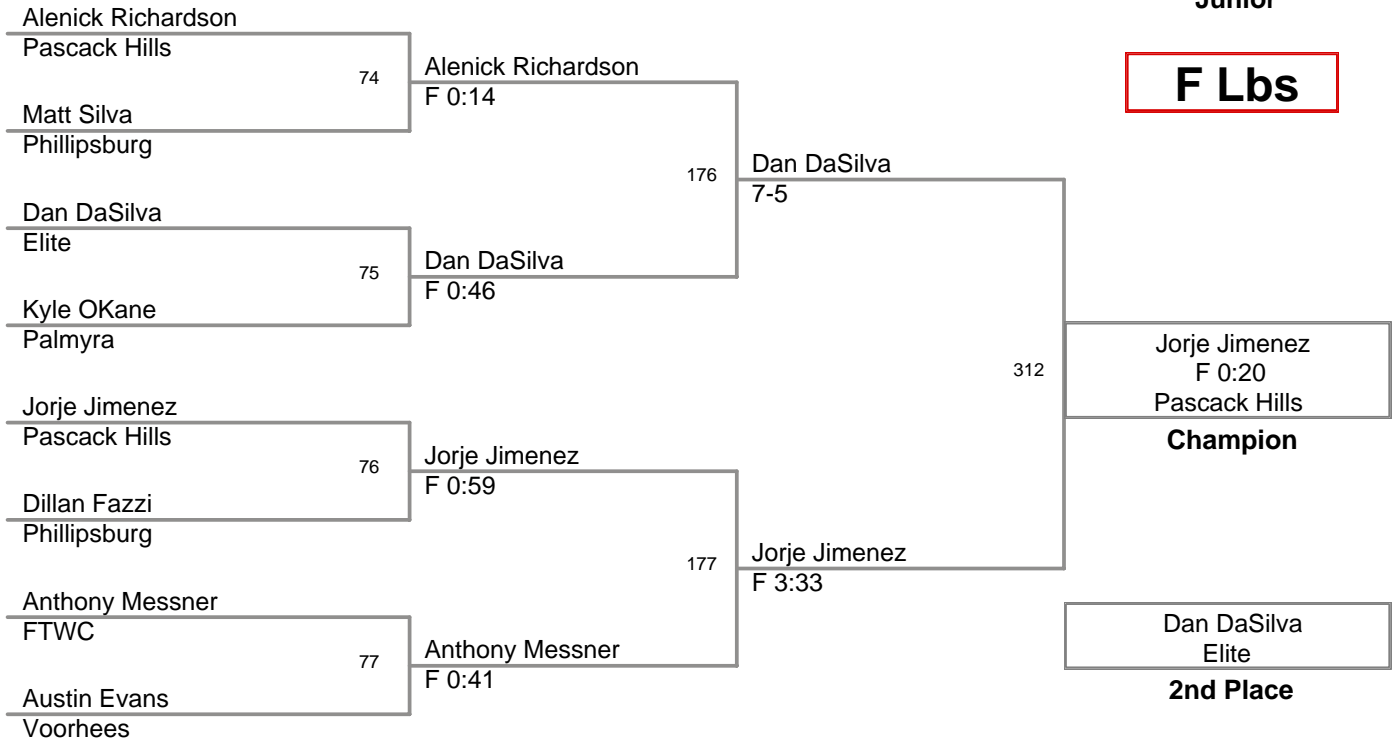 Junior
F Lbs
Alenick Richardson
Pascack Hills
74
Matt Silva
Phillipsburg
Dan DaSilva
Elite
75
Kyle OKane
Palmyra
Jorje Jimenez
Pascack Hills
76
Dillan Fazzi
Phillipsburg
Anthony Messner
FTWC
77
Austin Evans
Voorhees
Alenick Richardson
F 0:14
176
Dan DaSilva
F 0:46
Jorje Jimenez
F 0:59
177
Anthony Messner
F 0:41
Dan DaSilva
7-5
312
Jorje Jimenez
F 3:33
Jorje Jimenez
F 0:20
Pascack Hills
Champion
Dan DaSilva
Elite
2nd Place